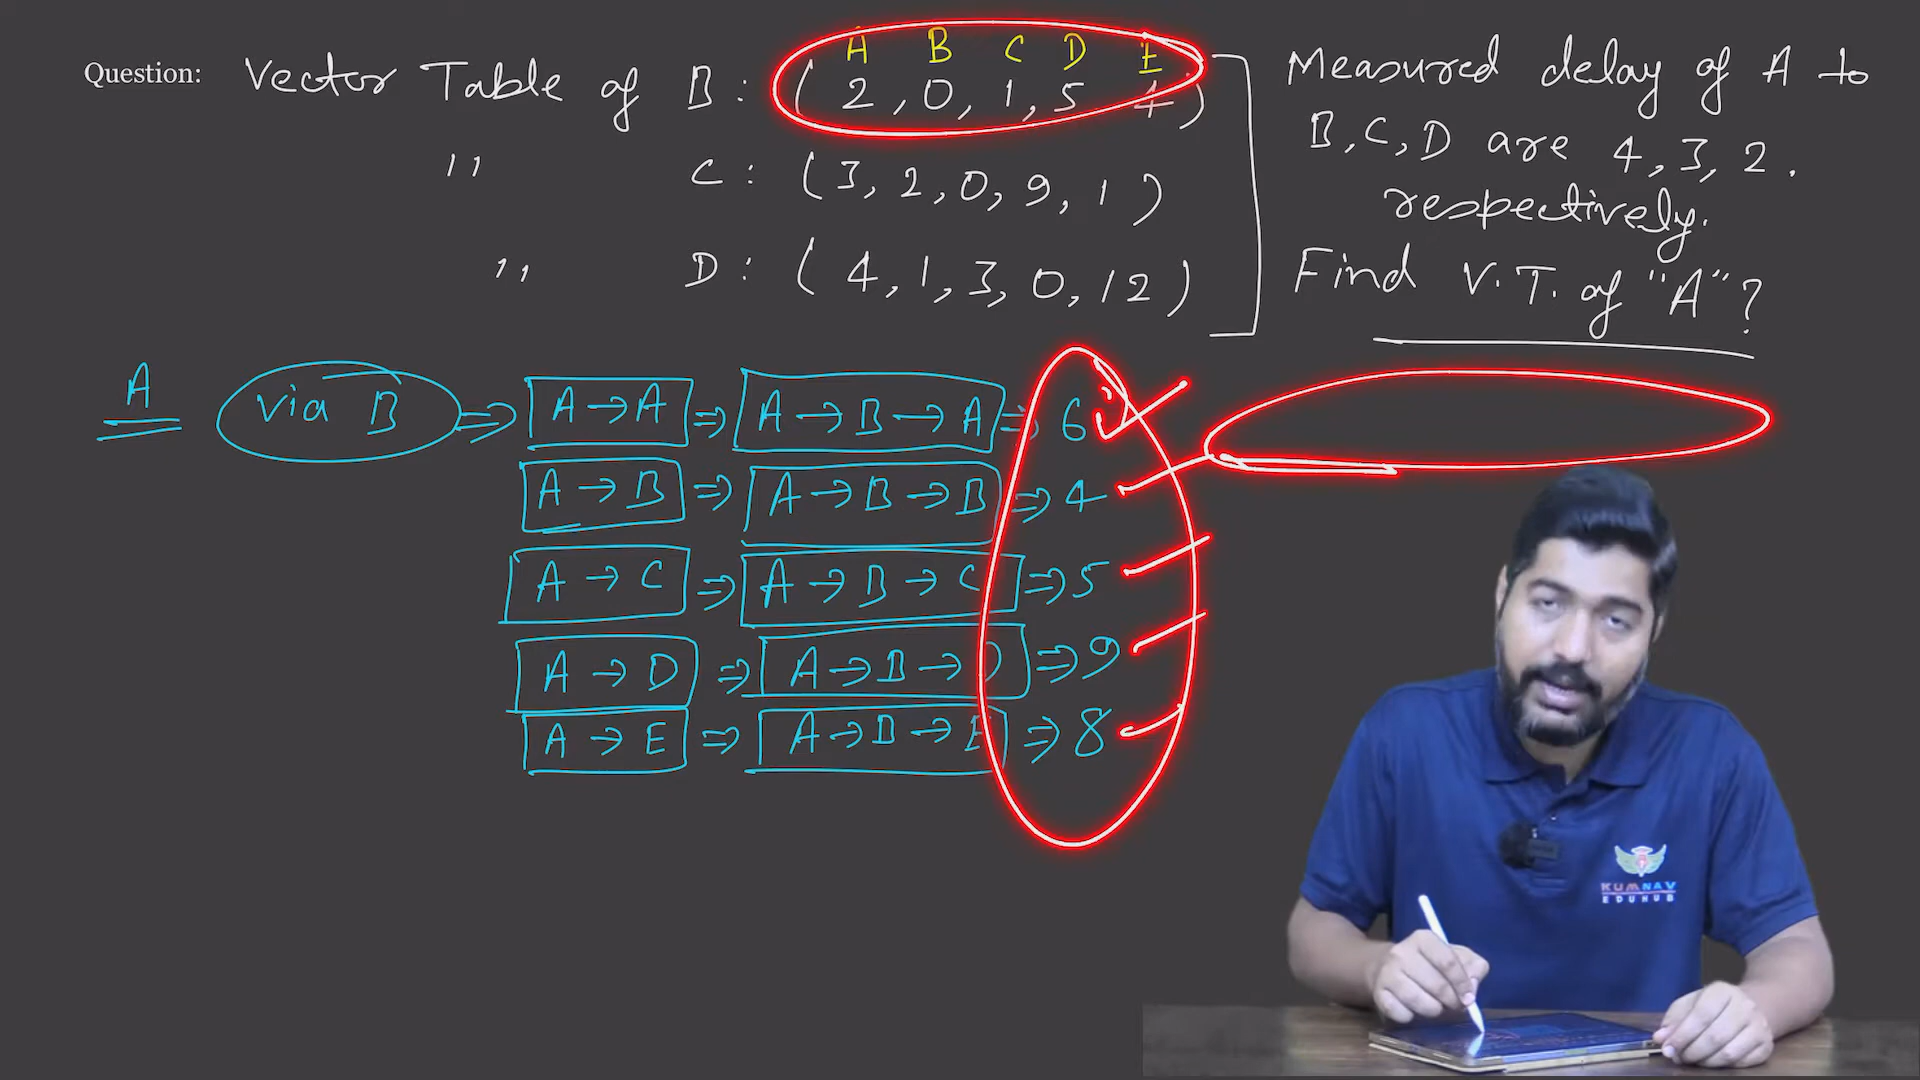 Question: Vector Table of B : ( 2 , 0 , 1 , 5 4 )
A B C D E
" C : ( 3 , 2 , 0 , 9 , 1 )
" D : ( 4 , 1 , 3 , 0 , 12 )
Measured delay of A to
B, C, D are 4, 3, 2 .
respectively.
Find V.T. of "A" ?
A via B ⇒ A → A ⇒ A → B → A ⇒ 6
A → B ⇒ A → B → B ⇒ 4
A → C ⇒ A → B → C ⇒ 5
A → D ⇒ A → B → D ⇒ 9
A → E ⇒ A → B → E ⇒ 8
KUMNAV
EDUHUB